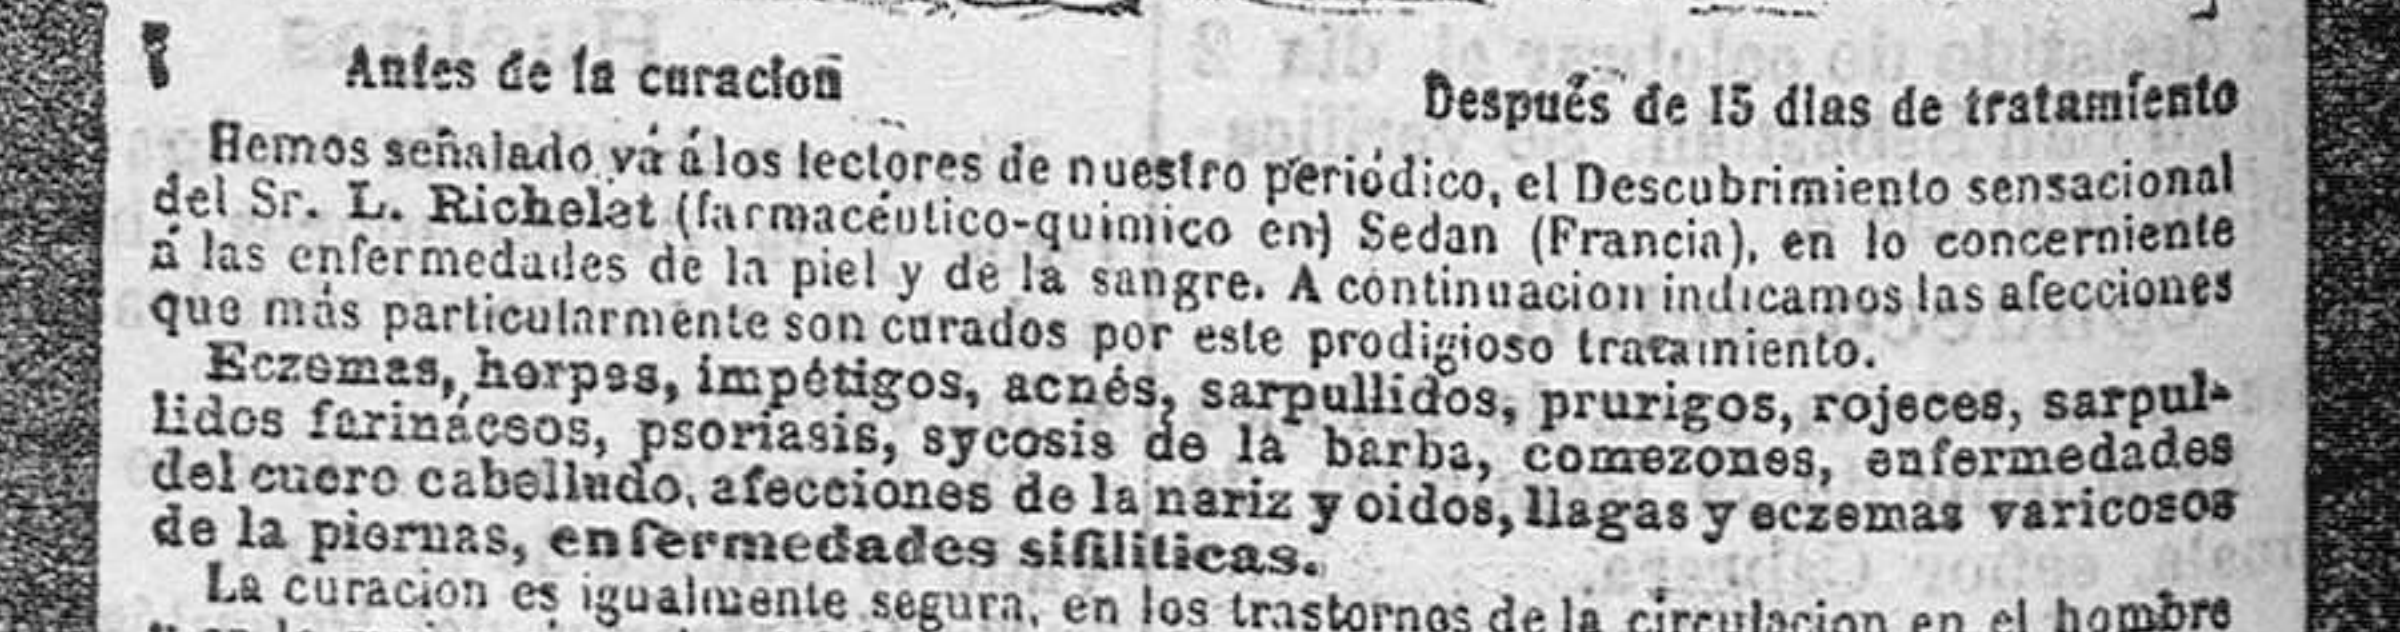 Antes de la curacion
Después de 15 dias de tratamiento
Hemos señalado yá á los lectores de nuestro periódico, el Descubrimiento sensacional
del Sr. L. Richelet (farmacéutico-quimico en) Sedan (Francia), en lo concerniente
á las enfermedades de la piel y de la sangre. A continuacion indicamos las afecciones
que más particularmente son curados por este prodigioso tratamiento.
Eczemas, herpes, impétigos, acnés, sarpullidos, prurigos, rojeces, sarpul-
lidos farináceos, psoriasis, sycosis de la barba, comezones, enfermedades
del cuero cabelludo, afecciones de la nariz y oidos, llagas y eczemas varicosos
de la piernas, enfermedades sifiliticas.
La curacion es igualmente segura, en los trastornos de la circulacion en el hombre